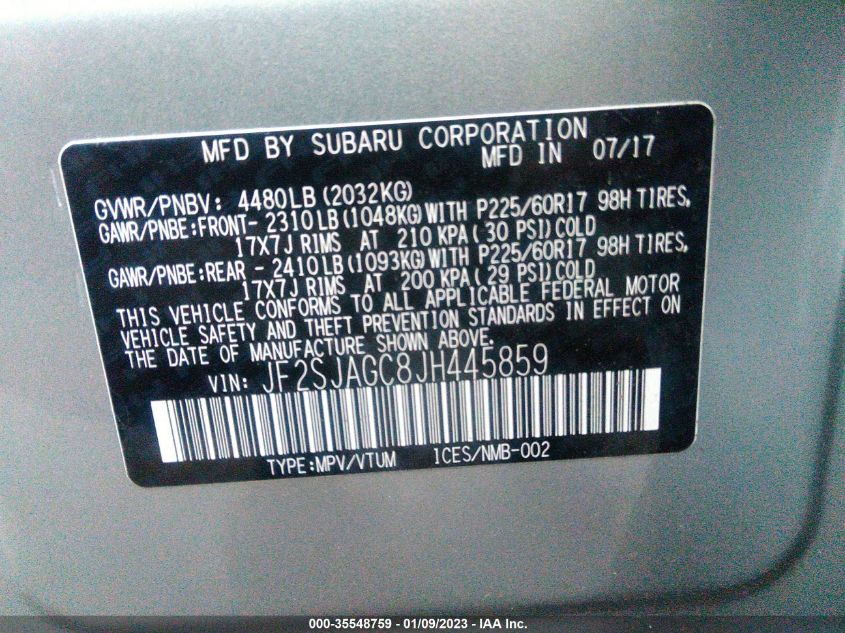 MFD BY SUBARU CORPORATION
MFD IN 07/17
GVWR/PNBV: 4480LB(2032KG)
GAWR/PNBE:FRONT- 2310LB(1048KG)WITH P225/60R17 98H TIRES,
17X7J RIMS AT 210 KPA( 30 PSI)COLD
GAWR/PNBE:REAR - 2410LB(1093KG)WITH P225/60R17 98H TIRES,
17X7J RIMS AT 200 KPA( 29 PSI)COLD
THIS VEHICLE CONFORMS TO ALL APPLICABLE FEDERAL MOTOR
VEHICLE SAFETY AND THEFT PREVENTION STANDARDS IN EFFECT ON
THE DATE OF MANUFACTURE SHOWN ABOVE.
VIN: JF2SJAGC8JH445859
TYPE:MPV/VTUM ICES/NMB-002
000-35548759 - 01/09/2023 - IAA Inc.